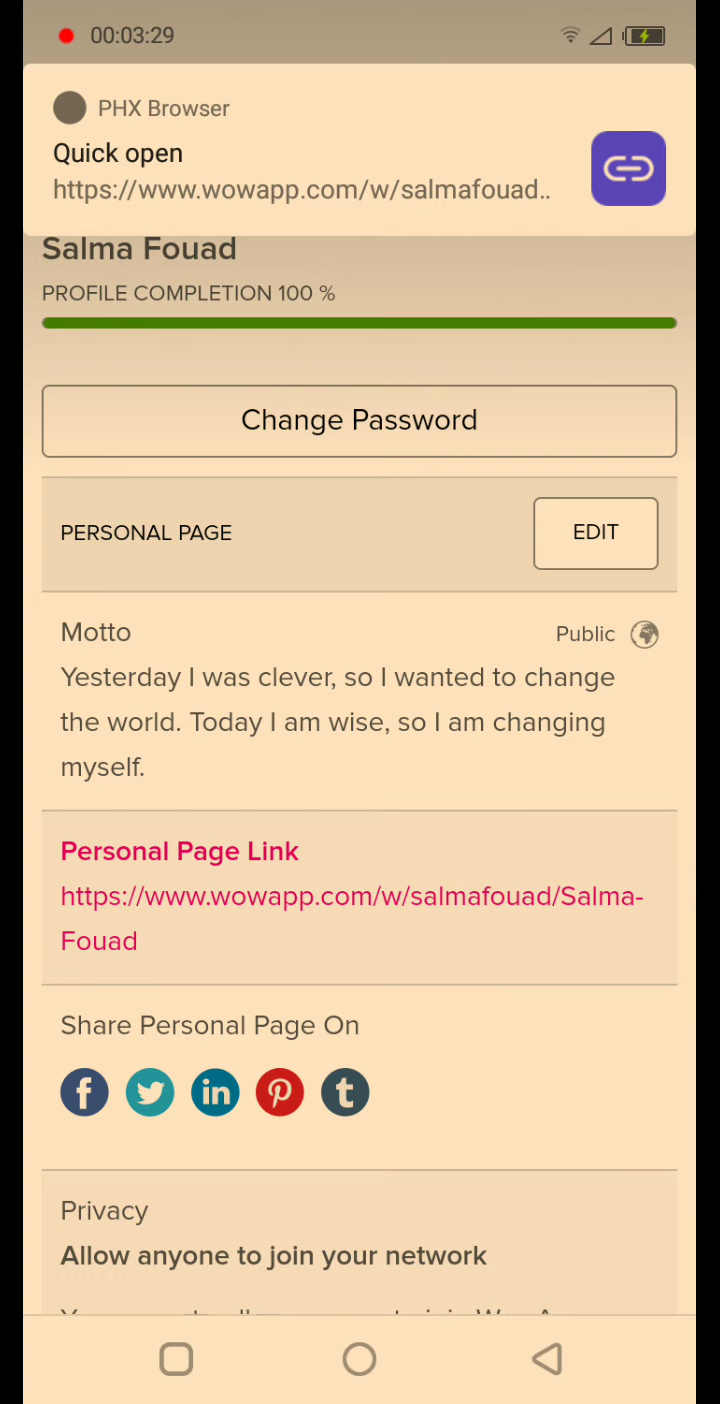 00:03:29
PHX Browser
Quick open
https://www.wowapp.com/w/salmafouad..
Salma Fouad
PROFILE COMPLETION 100 %
Change Password
PERSONAL PAGE
EDIT
Motto
Public
Yesterday I was clever, so I wanted to change
the world. Today I am wise, so I am changing
myself.
Personal Page Link
https://www.wowapp.com/w/salmafouad/Salma-
Fouad
Share Personal Page On
Privacy
Allow anyone to join your network